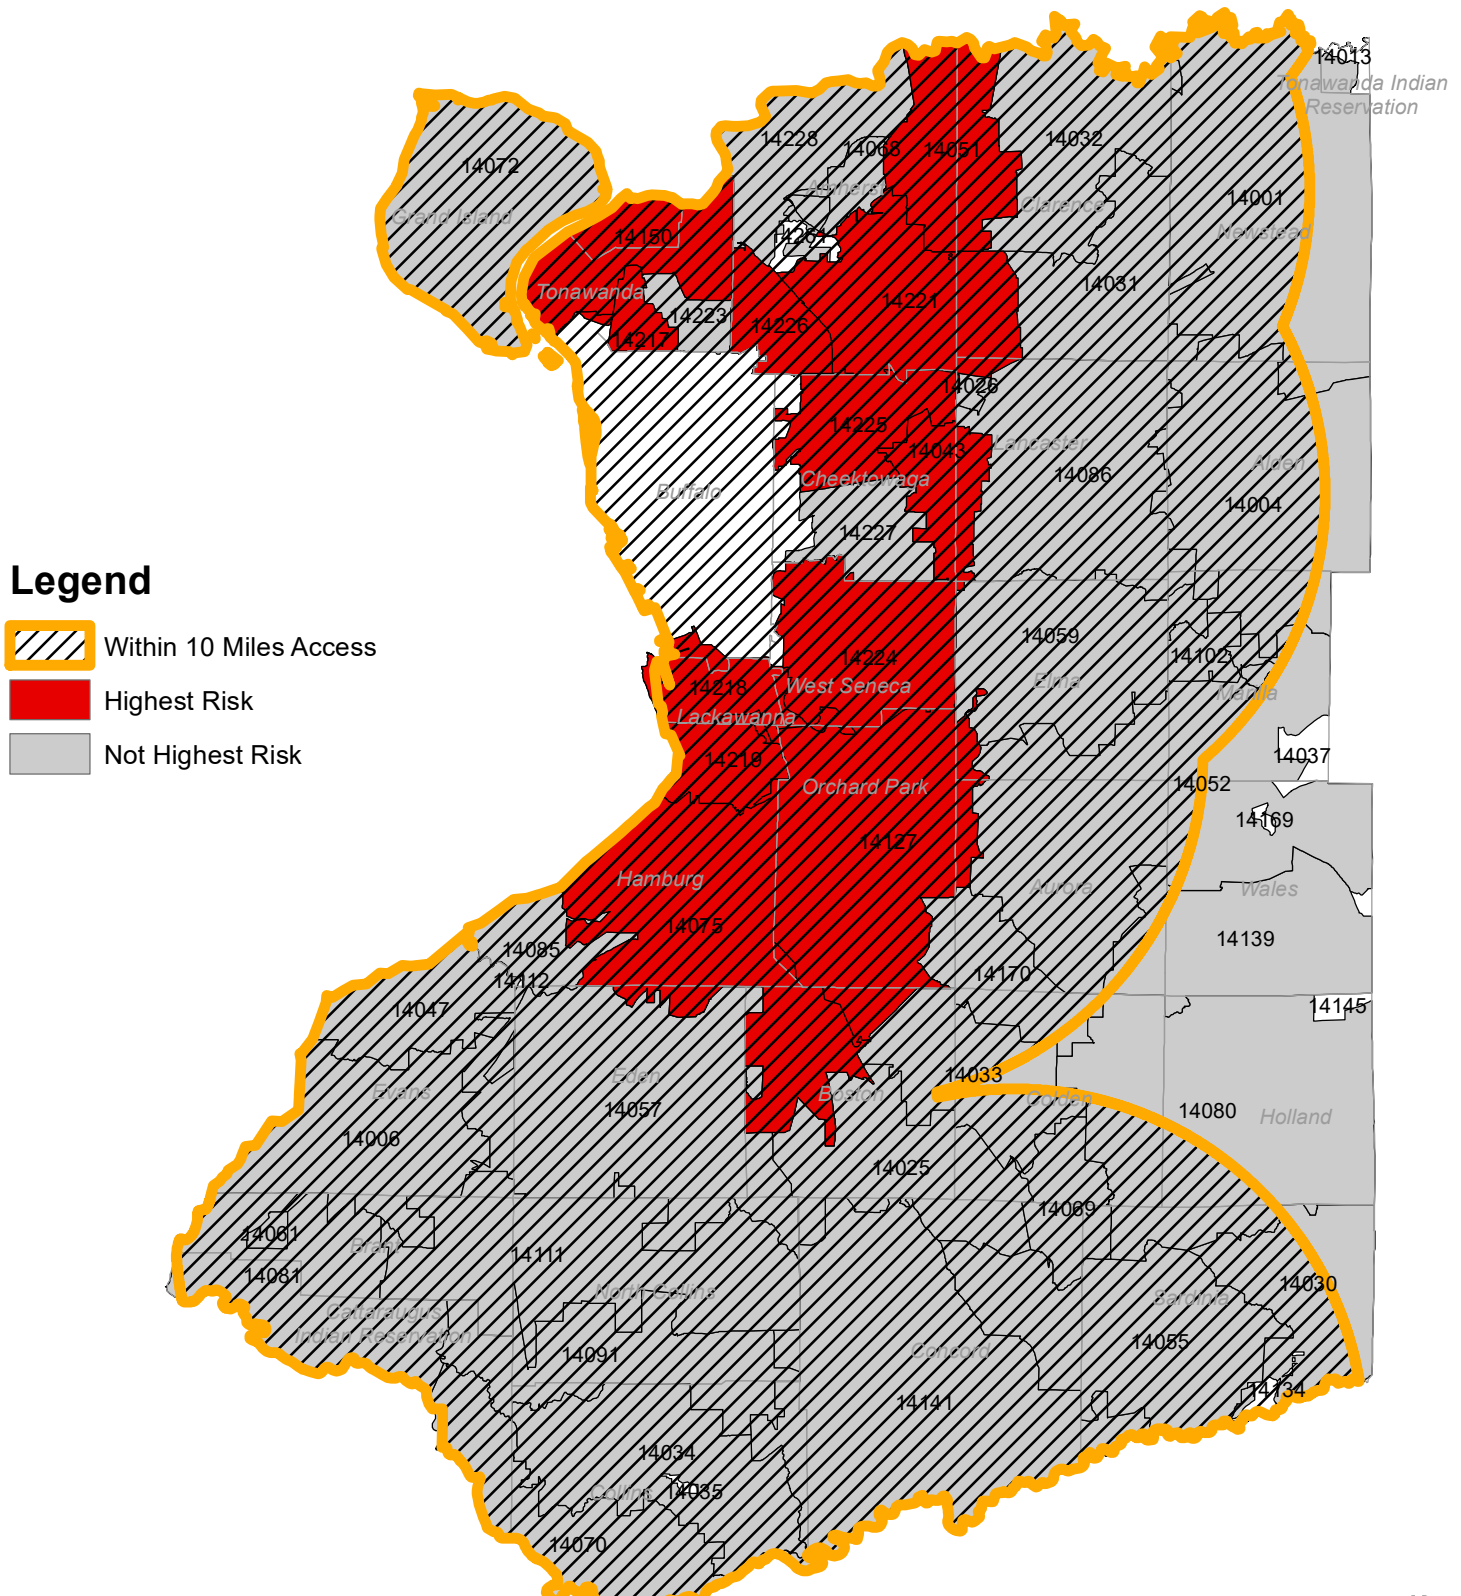 14013
Tonawanda Indian
Reservation
14228
14068
14051
14032
14072
Amherst
14001
Clarence
Grand Island
Newstead
14150
14261
14031
Tonawanda
14221
14223
14226
14217
14026
14225
Lancaster
14043
Alden
14086
Cheektowaga
Buffalo
14004
14227
Legend
Within 10 Miles Access
Highest Risk
Not Highest Risk
14059
14224
14102
Elma
West Seneca
14218
Marilla
Lackawanna
14037
14219
14052
Orchard Park
14169
14127
Hamburg
Aurora
Wales
14075
14139
14085
14170
14112
14047
14145
14033
Eden
Evans
Boston
Colden
14057
14080
Holland
14006
14025
14069
14061
Brant
14111
14081
14030
North Collins
Sardinia
Cattaraugus
Indian Reservation
14055
14091
Concord
14134
14141
14034
Collins
14035
14070